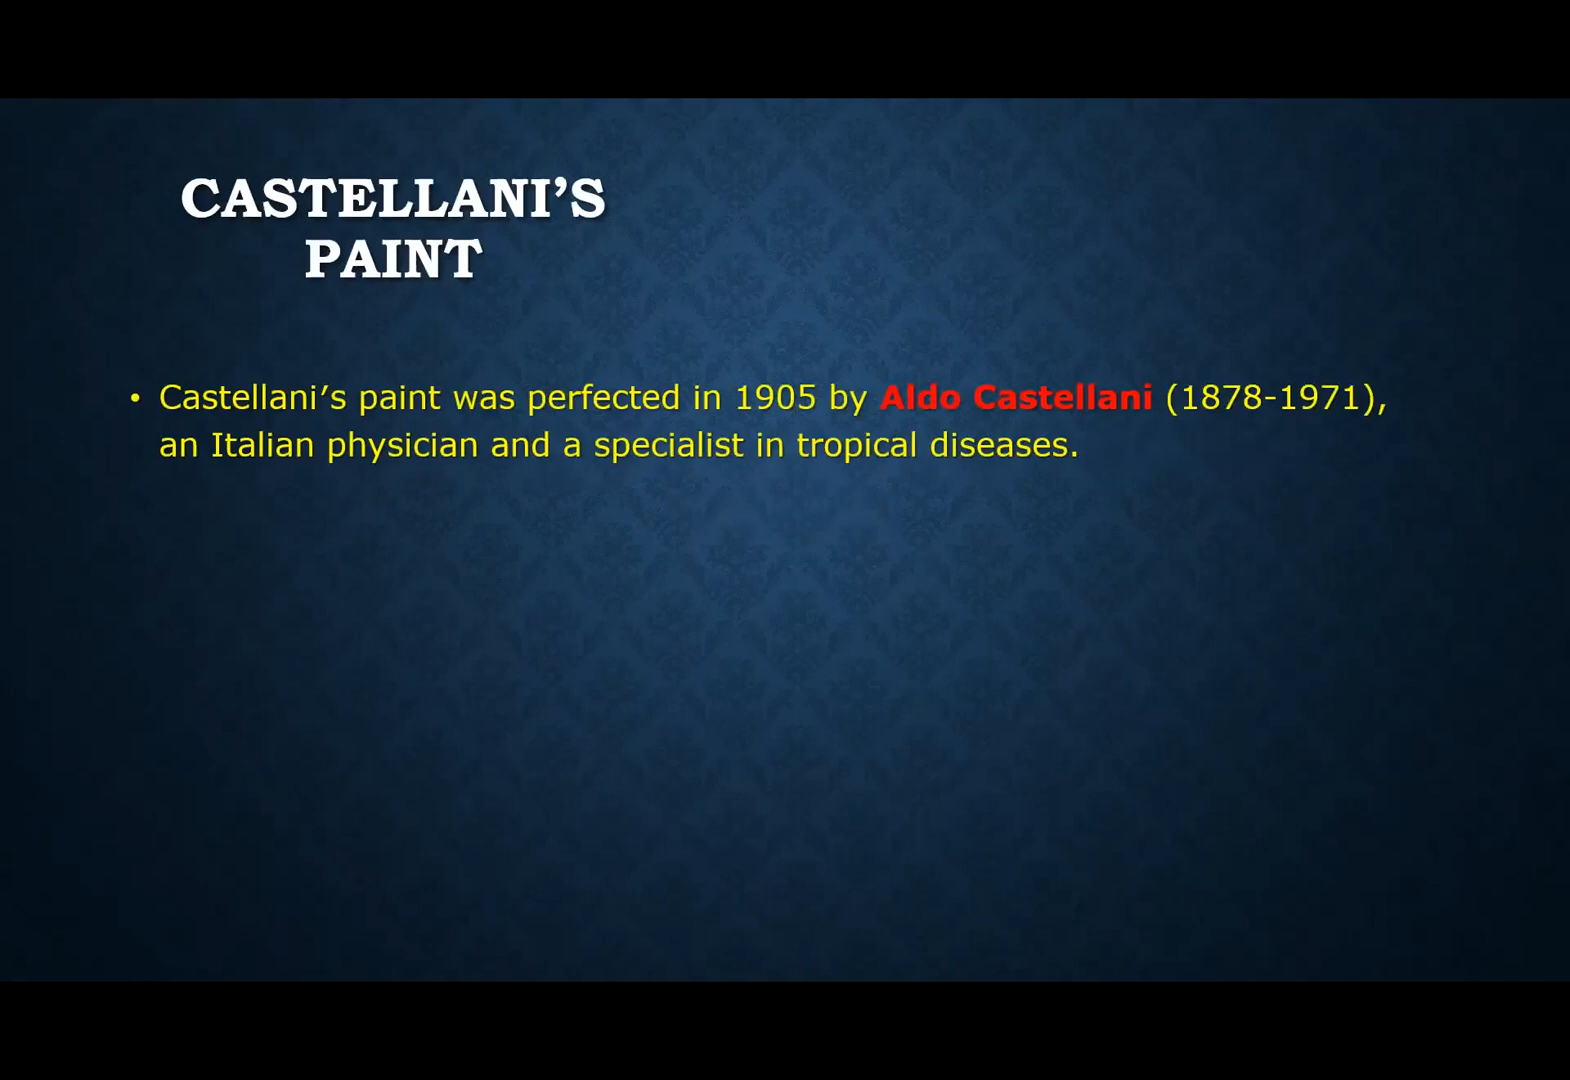 CASTELLANI’S
PAINT
• Castellani’s paint was perfected in 1905 by Aldo Castellani (1878-1971),
an Italian physician and a specialist in tropical diseases.